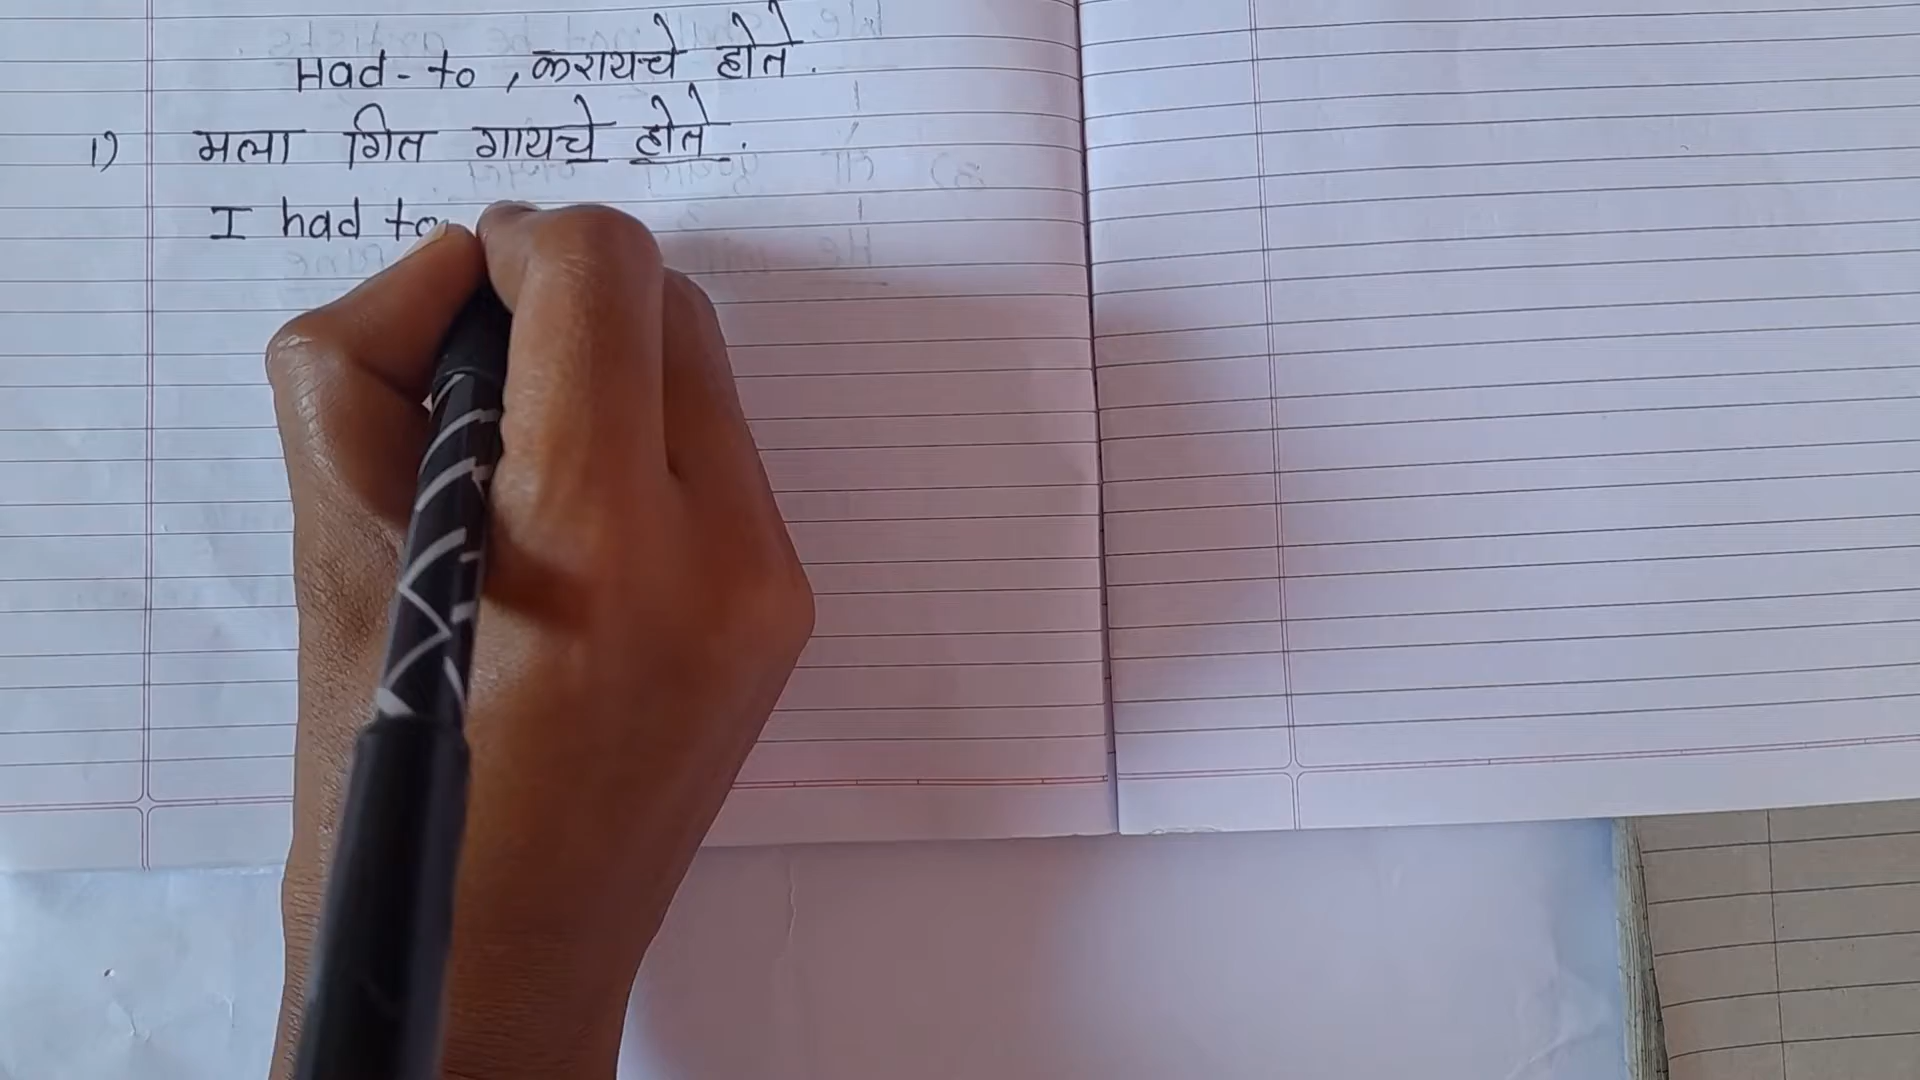 Had - to , करायचे होते .
1) मला गित गायचे होते .
I had to